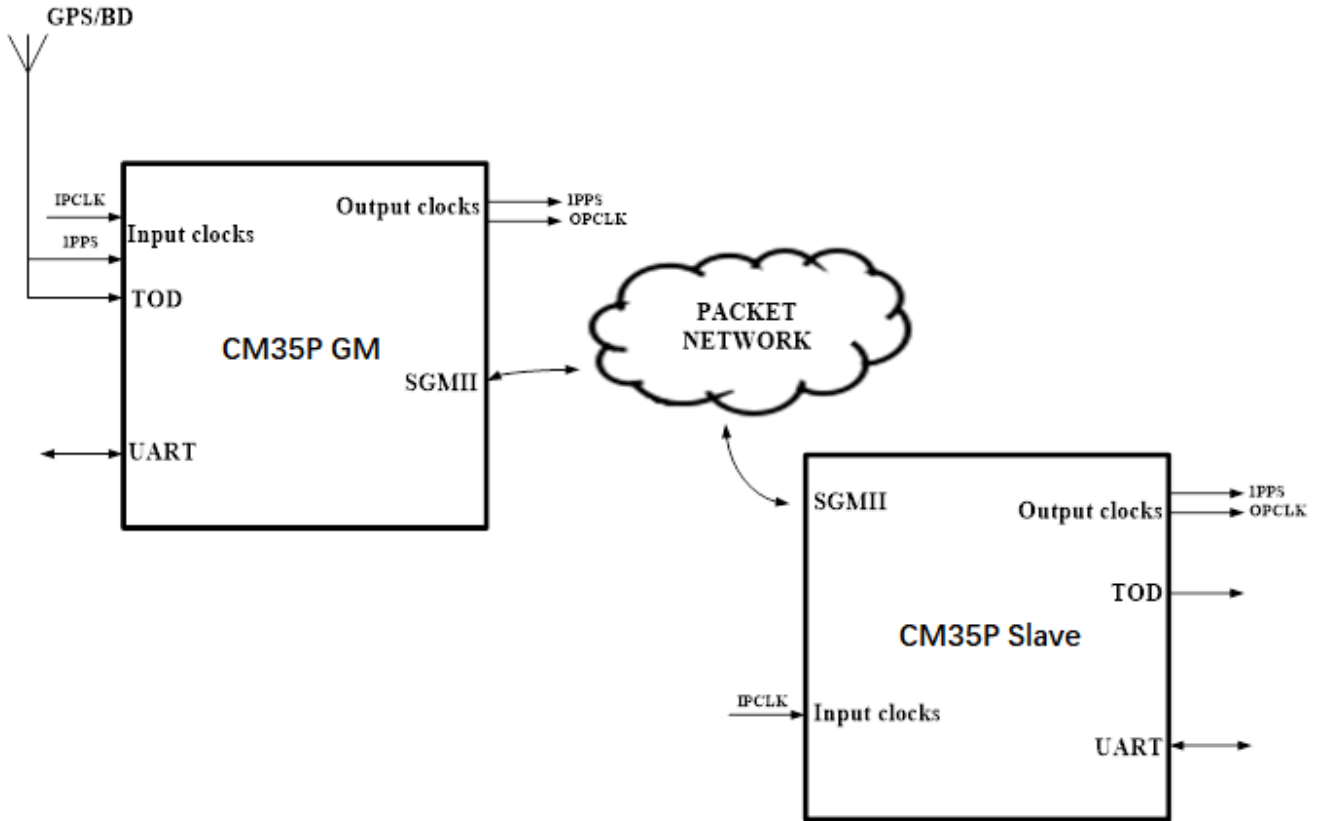 GPS/BD
IPCLK
Input clocks
1PPS
TOD
CM35P GM
UART
Output clocks
1PPS
OPCLK
SGMII
PACKET
NETWORK
SGMII
Output clocks
1PPS
OPCLK
TOD
CM35P Slave
IPCLK
Input clocks
UART